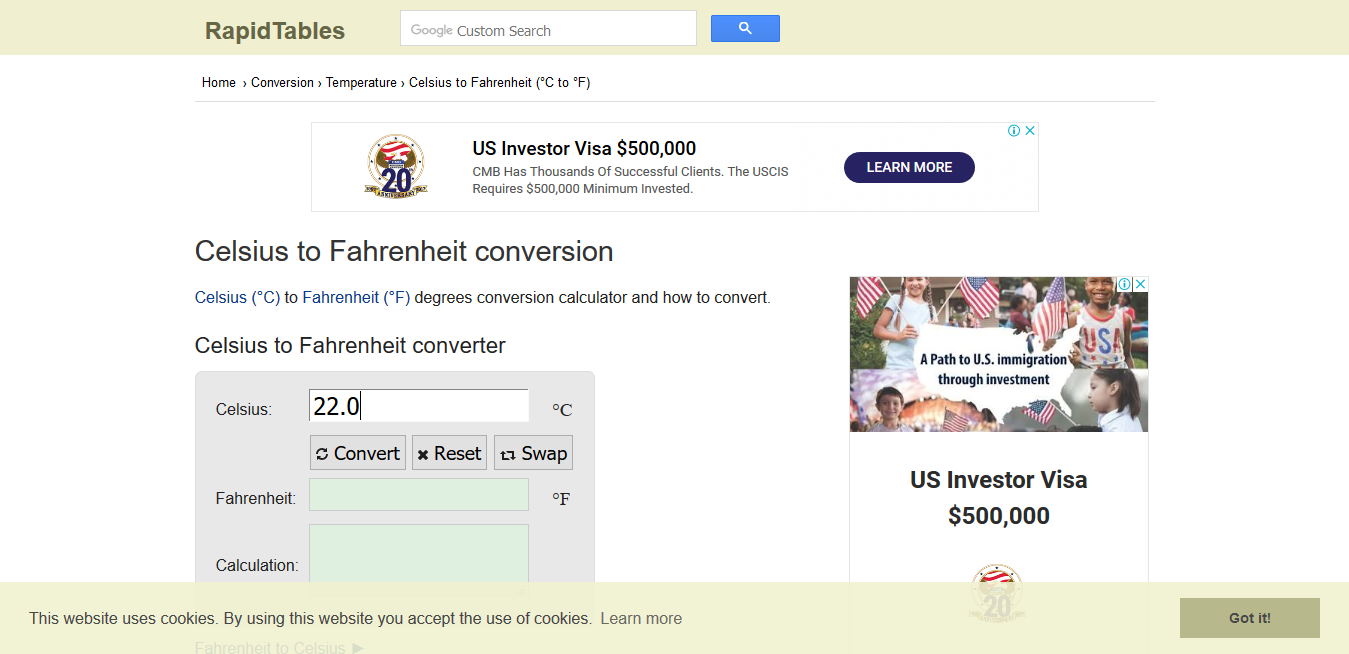 RapidTables
Google Custom Search
Home › Conversion › Temperature › Celsius to Fahrenheit (°C to °F)
US Investor Visa $500,000
CMB Has Thousands Of Successful Clients. The USCIS
Requires $500,000 Minimum Invested.
LEARN MORE
20
ANNIVERSARY
Celsius to Fahrenheit conversion
Celsius (°C) to Fahrenheit (°F) degrees conversion calculator and how to convert.
Celsius to Fahrenheit converter
Celsius:
22.0
°C
Convert
Reset
Swap
Fahrenheit:
°F
Calculation:
USA
A Path to U.S. immigration
through investment
US Investor Visa
$500,000
20
This website uses cookies. By using this website you accept the use of cookies. Learn more
Got it!
Fahrenheit to Celsius ►